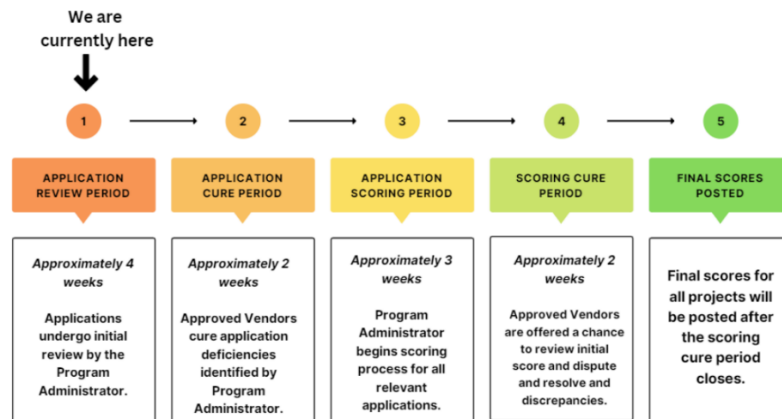 We are
currently here
1
2
3
4
5
APPLICATION
REVIEW PERIOD
APPLICATION
CURE PERIOD
APPLICATION
SCORING PERIOD
SCORING CURE
PERIOD
FINAL SCORES
POSTED
Approximately 4
weeks
Applications
undergo initial
review by the
Program
Administrator.
Approximately 2
weeks
Approved Vendors
cure application
deficiencies
identified by
Program
Administrator.
Approximately 3
weeks
Program
Administrator
begins scoring
process for all
relevant
applications.
Approximately 2
weeks
Approved Vendors
are offered a chance
to review initial
score and dispute
and resolve and
discrepancies.
Final scores for
all projects will
be posted after
the scoring
cure period
closes.